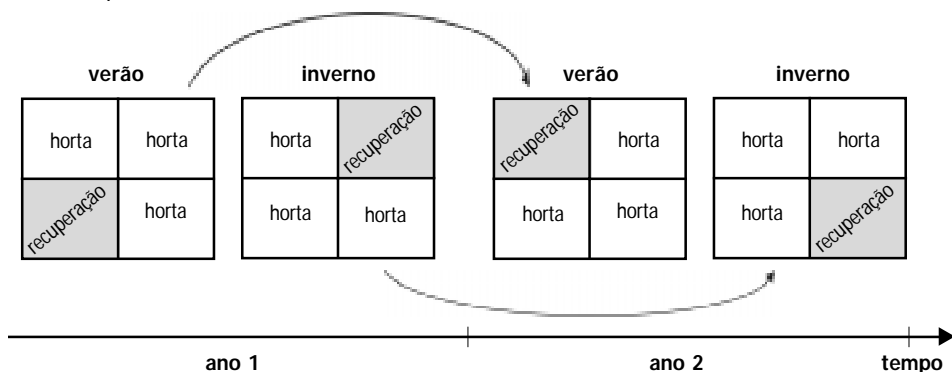 verão inverno verão inverno
horta horta horta recuperação recuperação horta horta horta
recuperação horta horta horta horta horta horta recuperação
ano 1 ano 2 tempo